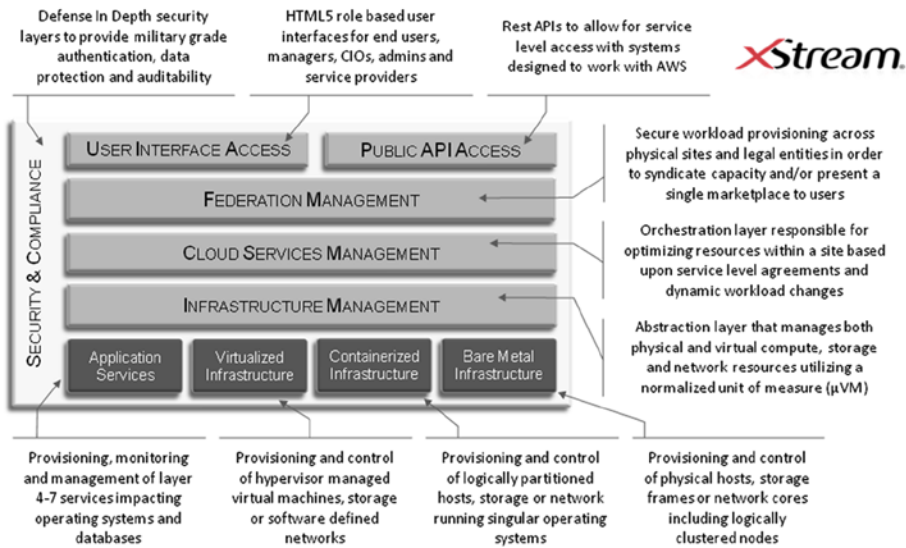 Defense In Depth security
layers to provide military grade
authentication, data
protection and auditability
HTML5 role based user
interfaces for end users,
managers, CIOs, admins and
service providers
Rest APIs to allow for service
level access with systems
designed to work with AWS
xStream.
SECURITY & COMPLIANCE
USER INTERFACE ACCESS
PUBLIC API ACCESS
FEDERATION MANAGEMENT
CLOUD SERVICES MANAGEMENT
INFRASTRUCTURE MANAGEMENT
Application
Services
Virtualized
Infrastructure
Containerized
Infrastructure
Bare Metal
Infrastructure
Secure workload provisioning across
physical sites and legal entities in order
to syndicate capacity and/or present a
single marketplace to users
Orchestration layer responsible for
optimizing resources within a site based
upon service level agreements and
dynamic workload changes
Abstraction layer that manages both
physical and virtual compute, storage
and network resources utilizing a
normalized unit of measure (µVM)
Provisioning, monitoring
and management of layer
4-7 services impacting
operating systems and
databases
Provisioning and control
of hypervisor managed
virtual machines, storage
or software defined
networks
Provisioning and control
of logically partitioned
hosts, storage or network
running singular operating
systems
Provisioning and control
of physical hosts, storage
frames or network cores
including logically
clustered nodes